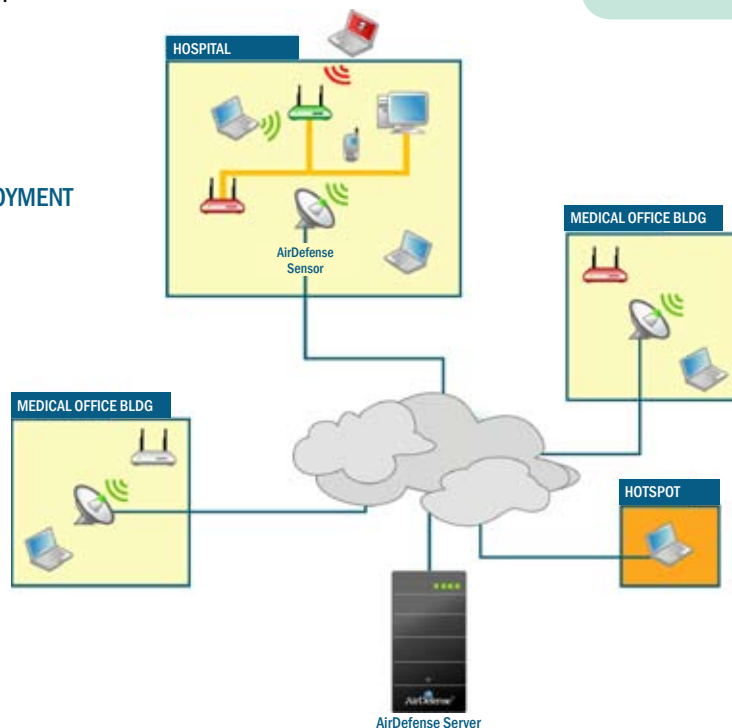 HOSPITAL
OYMENT
AirDefense
Sensor
MEDICAL OFFICE BLDG
MEDICAL OFFICE BLDG
HOTSPOT
AirDefense
AirDefense Server